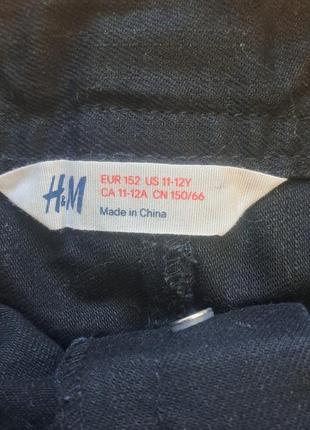 H&M
EUR 152 US 11-12Y
CA 11-12A CN 150/66
Made in China